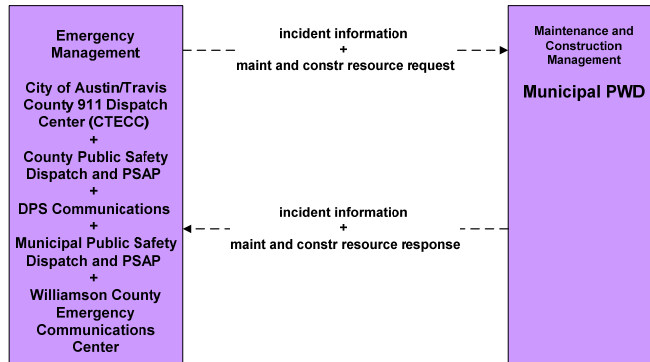 Emergency
Management
City of Austin/Travis
County 911 Dispatch
Center (CTECC)
+
County Public Safety
Dispatch and PSAP
+
DPS Communications
+
Municipal Public Safety
Dispatch and PSAP
+
Williamson County
Emergency
Communications
Center
incident information
+
maint and constr resource request
incident information
+
maint and constr resource response
Maintenance and
Construction
Management
Municipal PWD